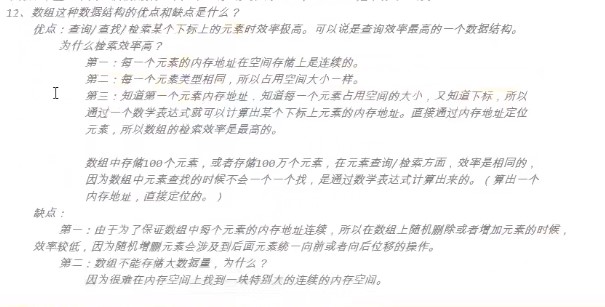 12、数组这种数据结构的优点和缺点是什么？
优点：查询/查找/检索某个下标上的元素时效率极高。可以说是查询效率最高的一个数据结构。
为什么检索效率高？
第一：每一个元素的内存地址在空间存储上是连续的。
第二：每一个元素类型相同，所以占用空间大小一样。
第三：知道第一个元素内存地址，知道每一个元素占用空间的大小，又知道下标，所以
通过一个数学表达式就可以计算出某个下标上元素的内存地址。直接通过内存地址定位
元素，所以数组的检索效率是最高的。
数组中存储100个元素，或者存储100万个元素，在元素查询/检索方面，效率是相同的，
因为数组中元素查找的时候不会一个一个找，是通过数学表达式计算出来的。（算出一个
内存地址，直接定位的。）
缺点：
第一：由于为了保证数组中每个元素的内存地址连续，所以在数组上随机删除或者增加元素的时候，
效率较低，因为随机增删元素会涉及到后面元素统一向前或者向后位移的操作。
第二：数组不能存储大数据量，为什么？
因为很难在内存空间上找到一块特别大的连续的内存空间。